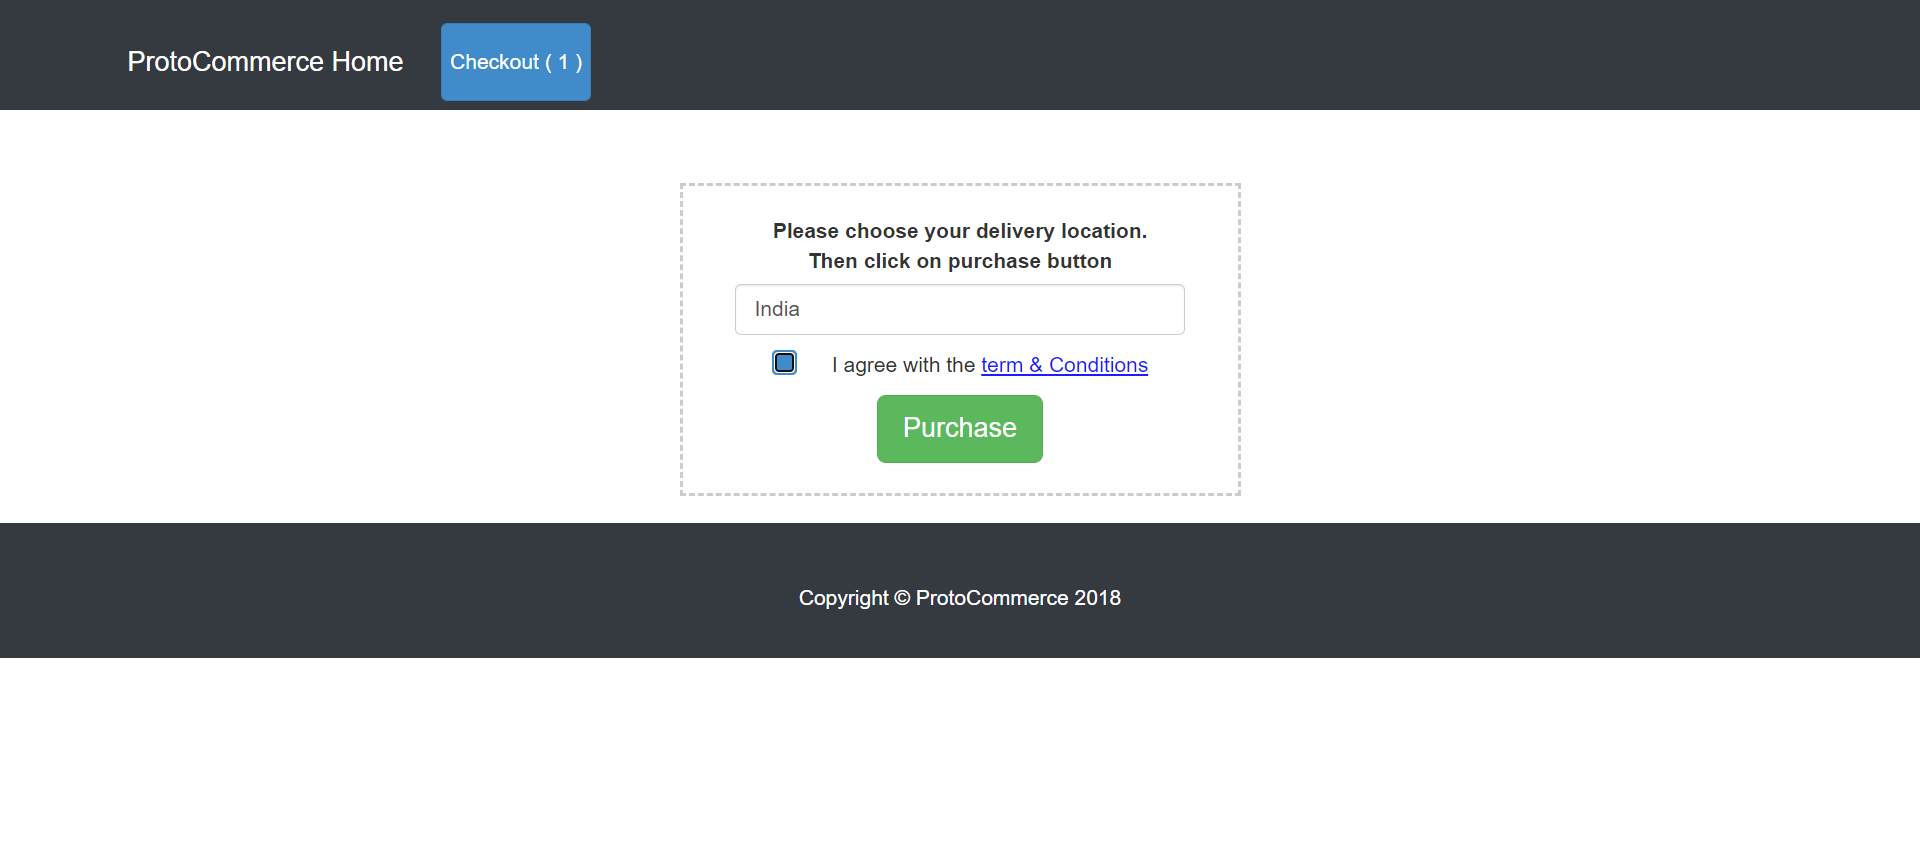 ProtoCommerce Home
Checkout ( 1 )
Please choose your delivery location.
Then click on purchase button
India
I agree with the term & Conditions
Purchase
Copyright © ProtoCommerce 2018